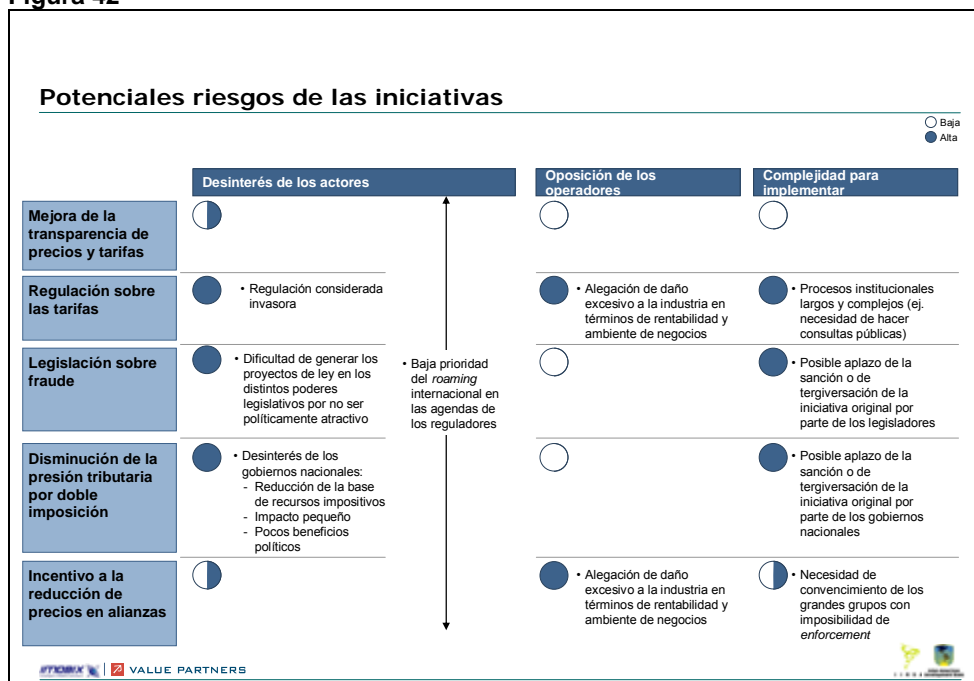 Figura 42
Potenciales riesgos de las iniciativas
Baja
Alta
Desinterés de los actores
Oposición de los
operadores
Complejidad para
implementar
Mejora de la
transparencia de
precios y tarifas
Regulación sobre
las tarifas
• Regulación considerada
invasora
• Alegación de daño
excesivo a la industria en
términos de rentabilidad y
ambiente de negocios
• Procesos institucionales
largos y complejos (ej.
necesidad de hacer
consultas públicas)
Legislación sobre
fraude
• Dificultad de generar los
proyectos de ley en los
distintos poderes
legislativos por no ser
políticamente atractivo
• Baja prioridad
del roaming
internacional en
las agendas de
los reguladores
• Posible aplazo de la
sanción o de
tergiversación de la
iniciativa original por
parte de los legisladores
Disminución de la
presión tributaria
por doble
imposición
• Desinterés de los
gobiernos nacionales:
- Reducción de la base
de recursos impositivos
- Impacto pequeño
- Pocos beneficios
políticos
• Posible aplazo de la
sanción o de
tergiversación de la
iniciativa original por
parte de los gobiernos
nacionales
Incentivo a la
reducción de
precios en alianzas
• Alegación de daño
excesivo a la industria en
términos de rentabilidad y
ambiente de negocios
• Necesidad de
convencimiento de los
grandes grupos con
imposibilidad de
enforcement
VALUE PARTNERS